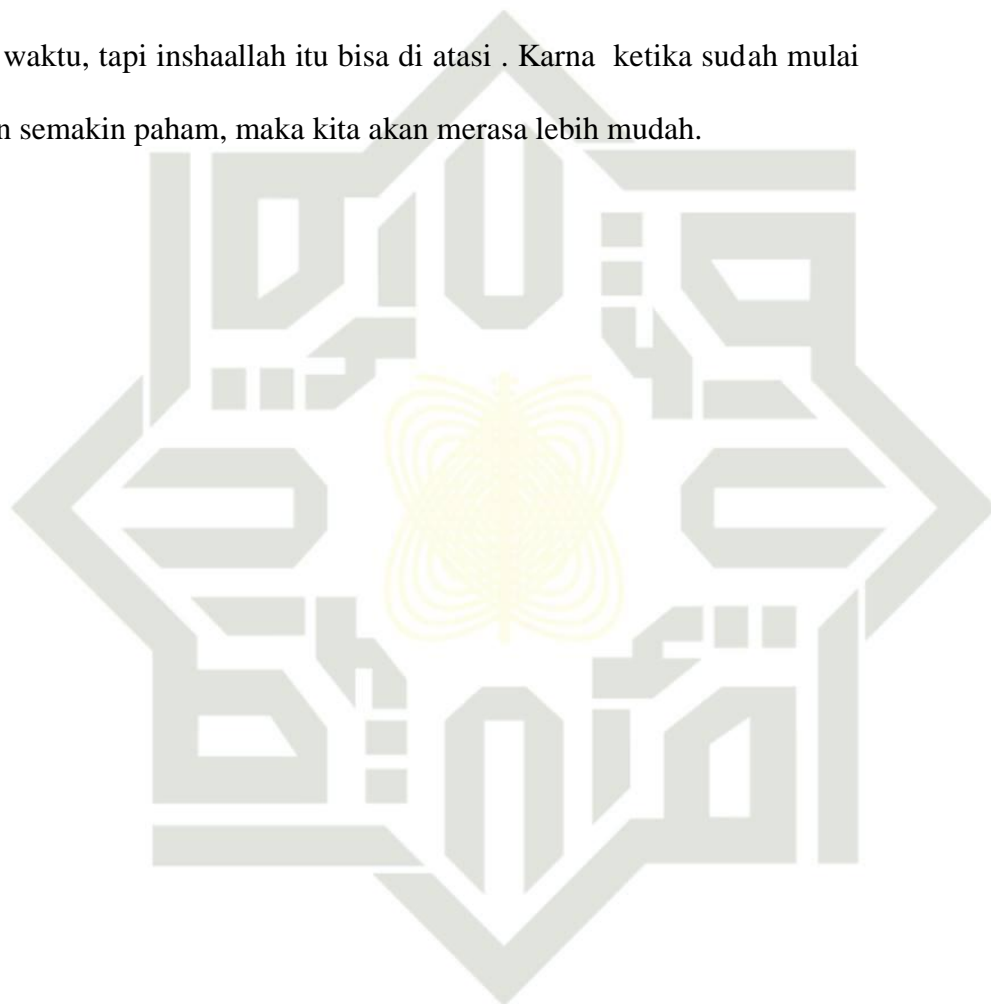 waktu, tapi inshaallah itu bisa di atasi . Karna  ketika sudah mulai
semakin paham, maka kita akan merasa lebih mudah.